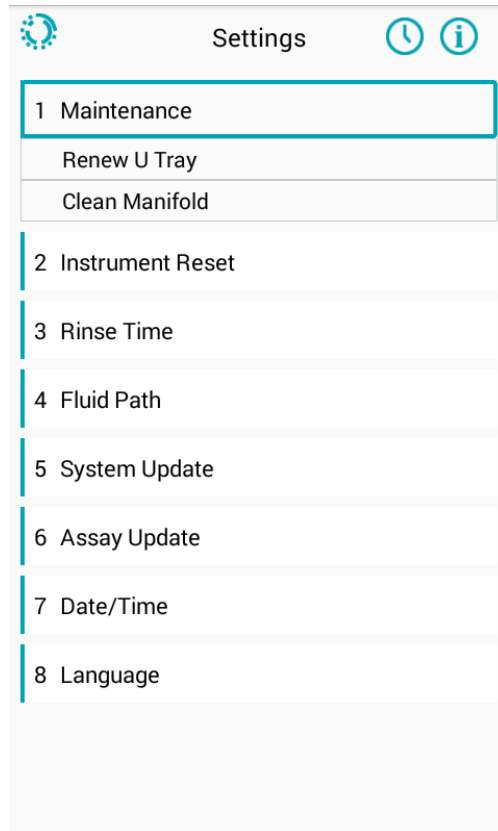 Settings
1 Maintenance
Renew U Tray
Clean Manifold
2 Instrument Reset
3 Rinse Time
4 Fluid Path
5 System Update
6 Assay Update
7 Date/Time
8 Language